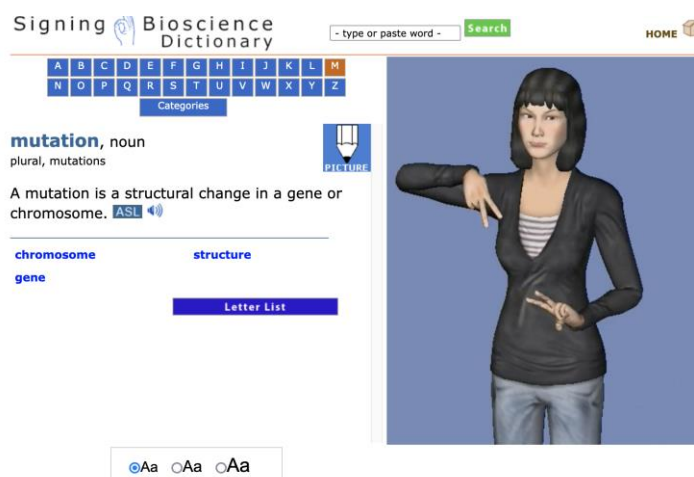 Signing Bioscience
Dictionary
- type or paste word -
Search
HOME
A B C D E F G H I J K L M
N O P Q R S T U V W X Y Z
Categories
mutation, noun
plural, mutations
PICTURE
A mutation is a structural change in a gene or
chromosome. ASL
chromosome structure
gene
Letter List
Aa Aa Aa